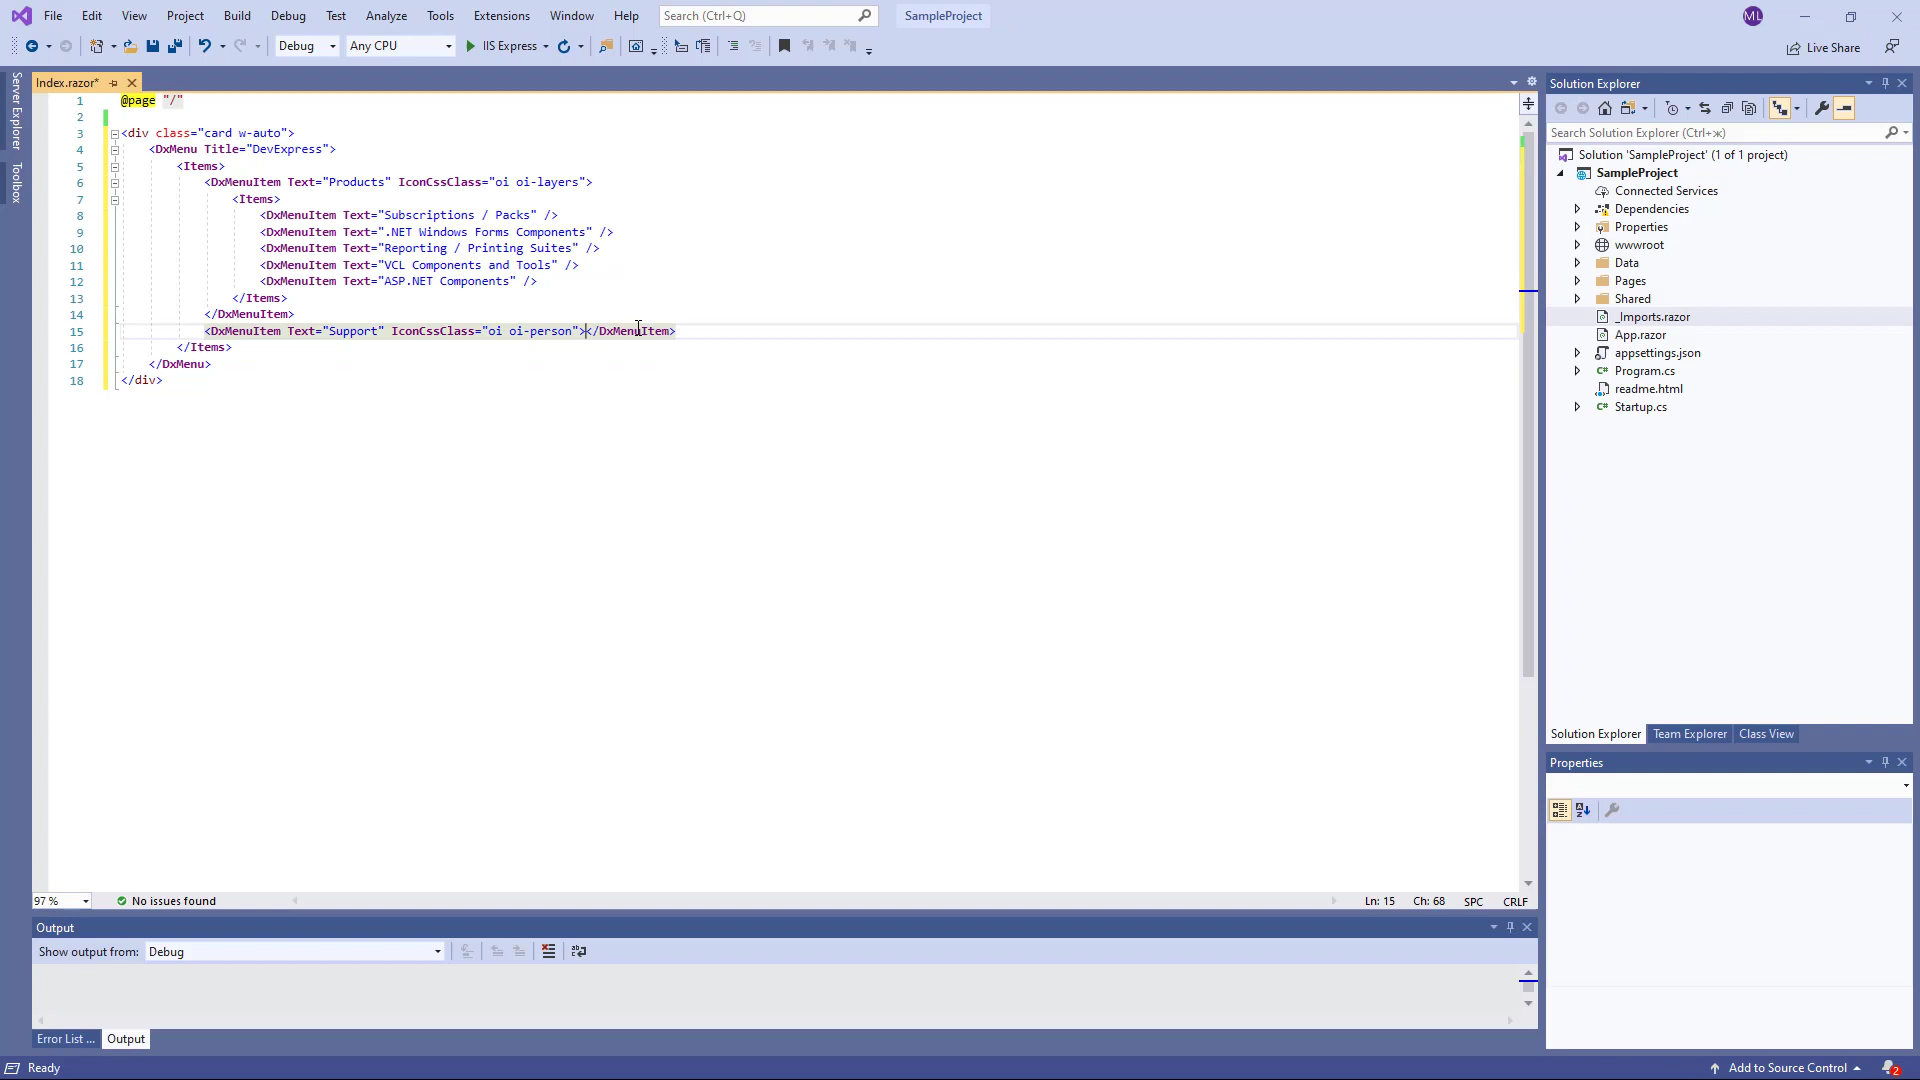 File Edit View Project Build Debug Test Analyze Tools Extensions Window Help Search (Ctrl+Q) SampleProject ML
Debug Any CPU IIS Express Live Share
Server Explorer
Toolbox
Index.razor*
1 @page "/"
2
3 <div class="card w-auto">
4 <DxMenu Title="DevExpress">
5 <Items>
6 <DxMenuItem Text="Products" IconCssClass="oi oi-layers">
7 <Items>
8 <DxMenuItem Text="Subscriptions / Packs" />
9 <DxMenuItem Text=".NET Windows Forms Components" />
10 <DxMenuItem Text="Reporting / Printing Suites" />
11 <DxMenuItem Text="VCL Components and Tools" />
12 <DxMenuItem Text="ASP.NET Components" />
13 </Items>
14 </DxMenuItem>
15 <DxMenuItem Text="Support" IconCssClass="oi oi-person"></DxMenuItem>
16 </Items>
17 </DxMenu>
18 </div>
97 % No issues found Ln: 15 Ch: 68 SPC CRLF
Output
Show output from: Debug
Error List ... Output
Solution Explorer
Search Solution Explorer (Ctrl+ж)
Solution 'SampleProject' (1 of 1 project)
SampleProject
Connected Services
Dependencies
Properties
wwwroot
Data
Pages
Shared
_Imports.razor
App.razor
appsettings.json
C# Program.cs
readme.html
C# Startup.cs
Solution Explorer Team Explorer Class View
Properties
Ready Add to Source Control 2